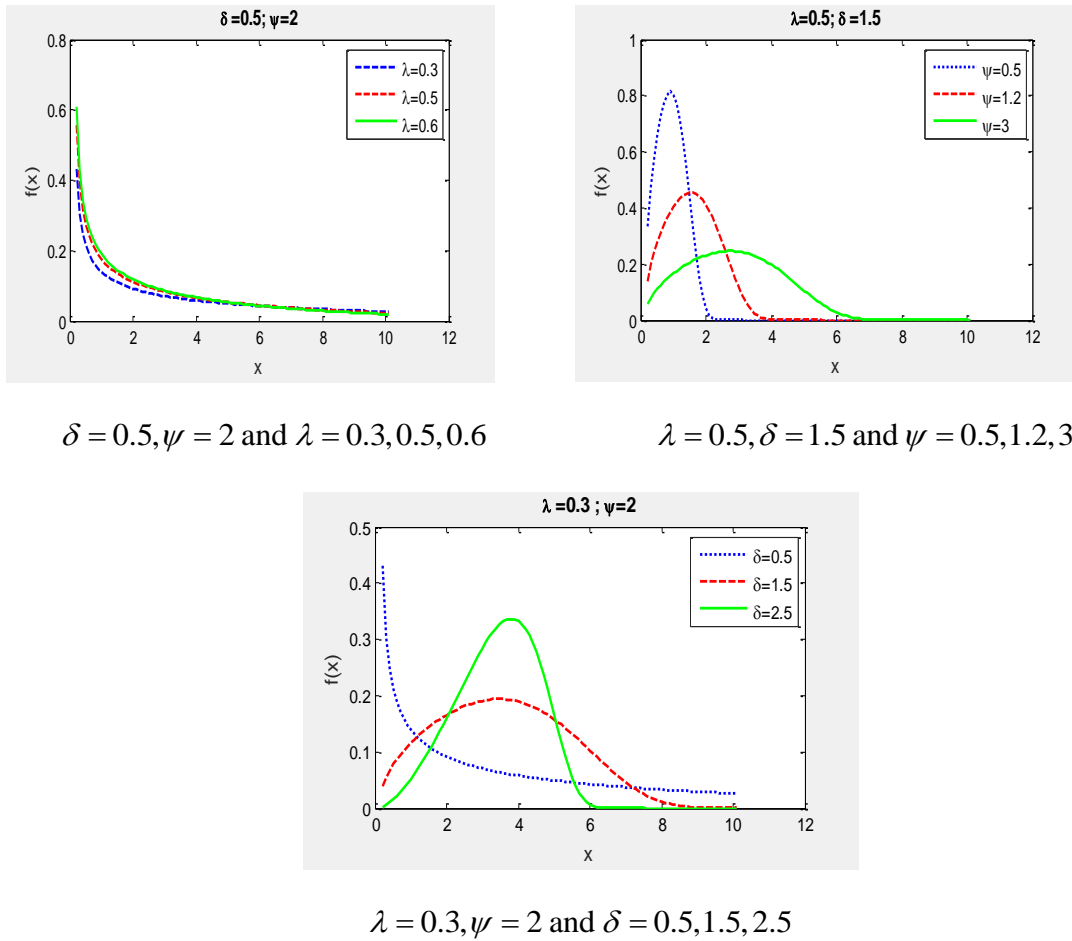 δ =0.5; ψ=2
0.8
0.6
0.4
0.2
0
f(x)
0 2 4 6 8 10 12
x
λ=0.3
λ=0.5
λ=0.6
λ=0.5; δ=1.5
1
0.8
0.6
0.4
0.2
0
f(x)
0 2 4 6 8 10 12
x
ψ=0.5
ψ=1.2
ψ=3
δ = 0.5, ψ = 2 and λ = 0.3, 0.5, 0.6
λ = 0.5, δ = 1.5 and ψ = 0.5, 1.2, 3
λ =0.3 ; ψ=2
0.5
0.4
0.3
0.2
0.1
0
f(x)
0 2 4 6 8 10 12
x
δ=0.5
δ=1.5
δ=2.5
λ = 0.3, ψ = 2 and δ = 0.5, 1.5, 2.5